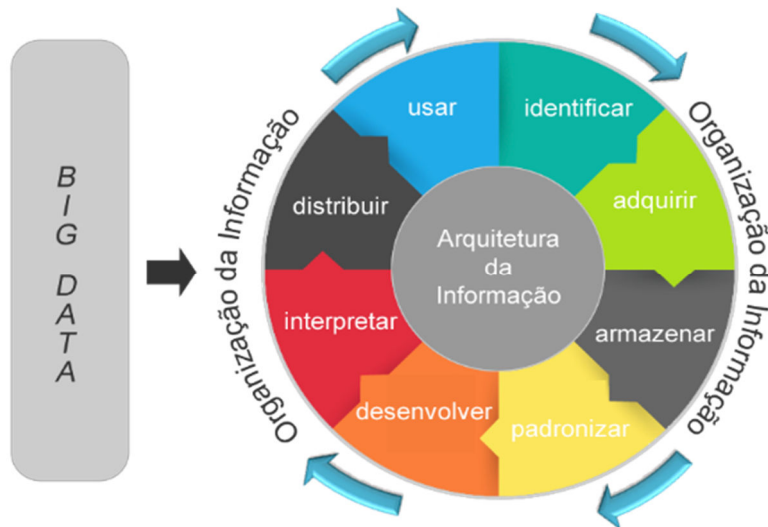 BIG DATA
Organização da Informação
usar
identificar
distribuir
adquirir
Arquitetura
da
Informação
interpretar
armazenar
desenvolver
padronizar
Organização da Informação